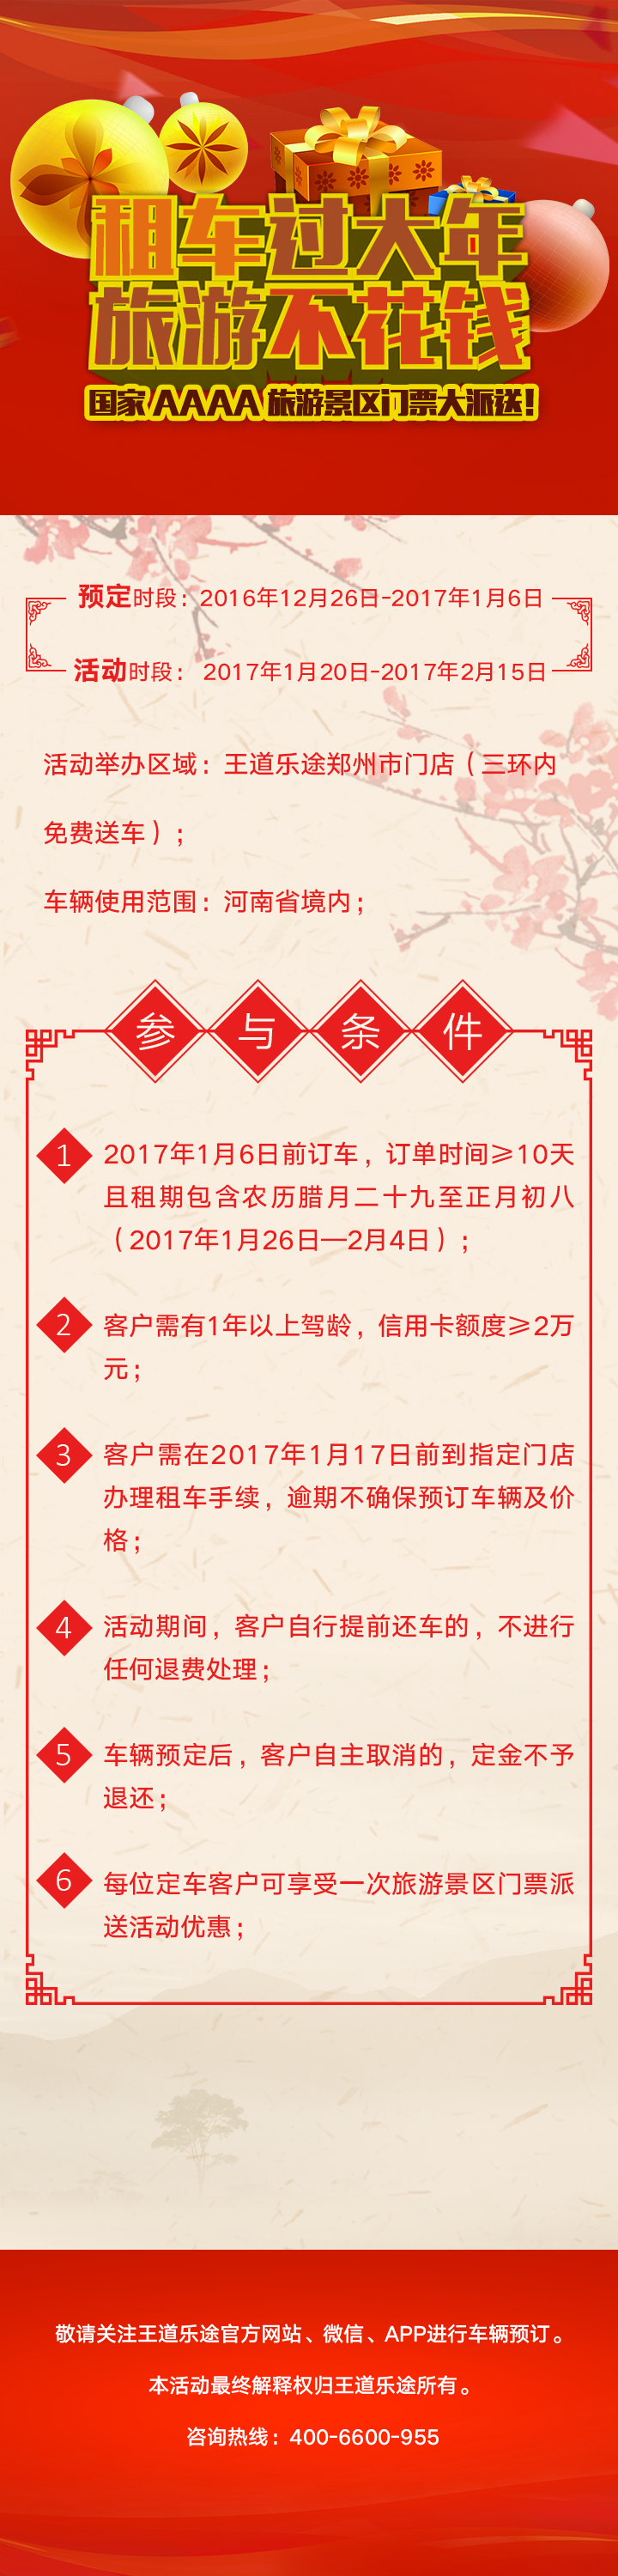 租车过大年
旅游不花钱
国家 AAAA 旅游景区门票大派送！
预定时段：2016年12月26日-2017年1月6日
活动时段： 2017年1月20日-2017年2月15日
活动举办区域：王道乐途郑州市门店（三环内
免费送车）；
车辆使用范围：河南省境内；
参与条件
1 2017年1月6日前订车，订单时间≥10天
且租期包含农历腊月二十九至正月初八
（2017年1月26日—2月4日）；
2 客户需有1年以上驾龄，信用卡额度≥2万
元；
3 客户需在2017年1月17日前到指定门店
办理租车手续，逾期不确保预订车辆及价
格；
4 活动期间，客户自行提前还车的，不进行
任何退费处理；
5 车辆预定后，客户自主取消的，定金不予
退还；
6 每位定车客户可享受一次旅游景区门票派
送活动优惠；
敬请关注王道乐途官方网站、微信、APP进行车辆预订。
本活动最终解释权归王道乐途所有。
咨询热线：400-6600-955